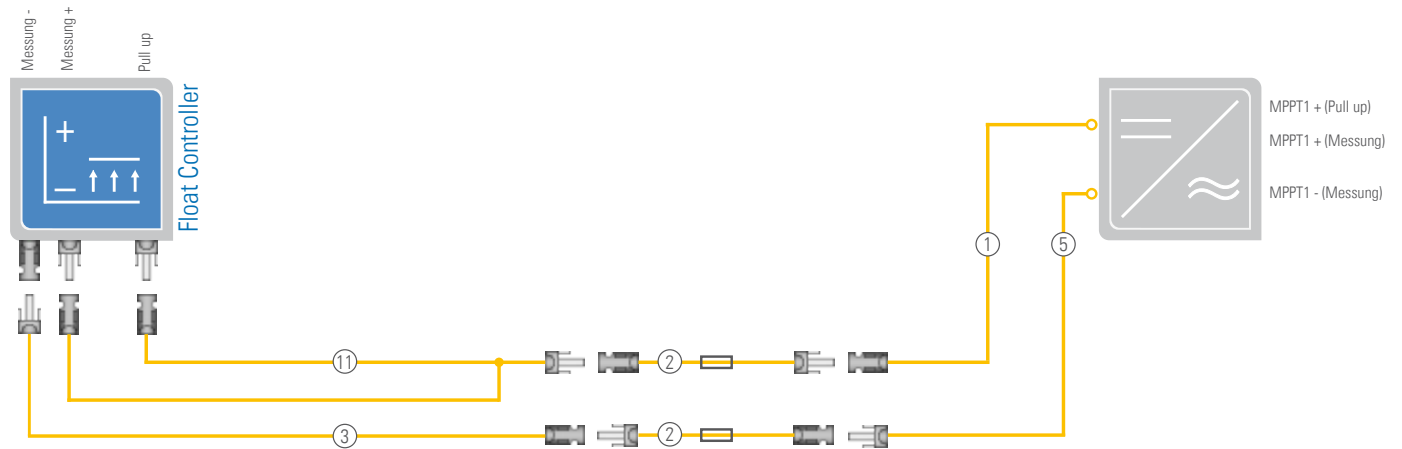 Messung -
Messung +
Pull up
Float Controller
MPPT1 + (Pull up)
MPPT1 + (Messung)
MPPT1 - (Messung)
1
5
11
2
3
2